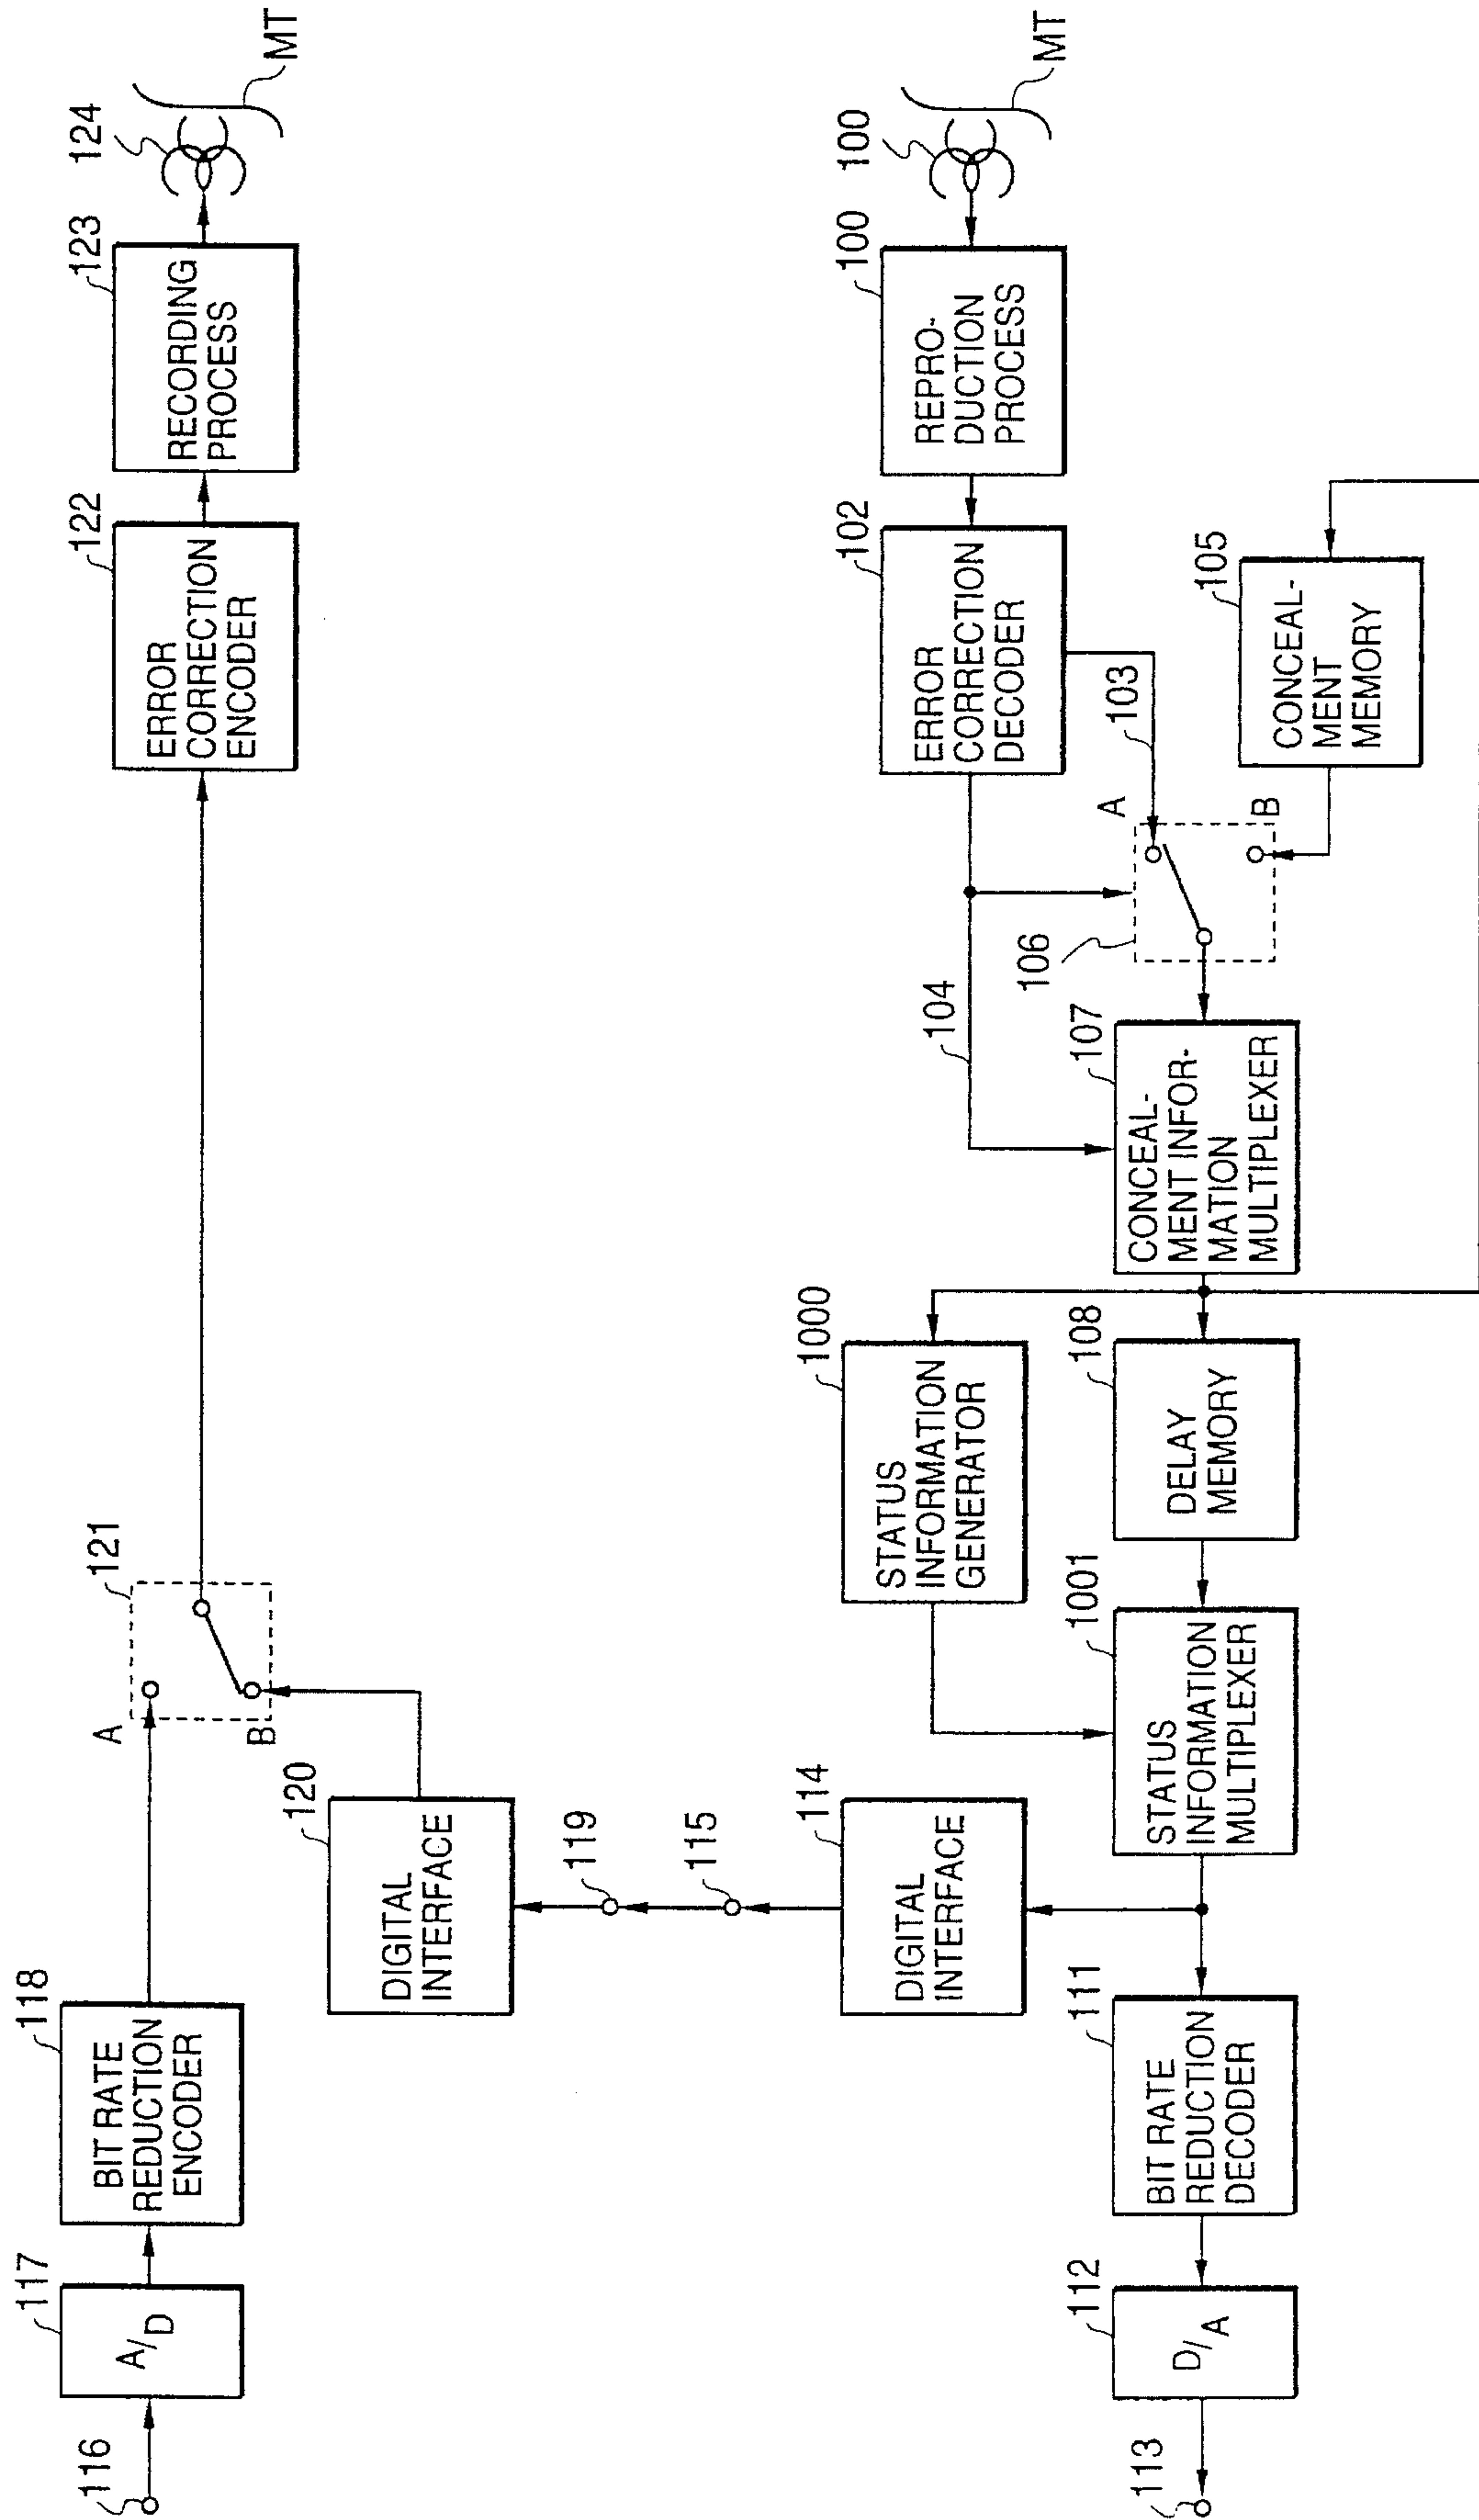 116
117
A/D
118
BIT RATE
REDUCTION
ENCODER
A
B
121
120
DIGITAL
INTERFACE
119
115
114
DIGITAL
INTERFACE
122
ERROR
CORRECTION
ENCODER
123
RECORDING
PROCESS
124
MT
100
MT
100
REPRO-
DUCTION
PROCESS
102
ERROR
CORRECTION
DECODER
103
104
A
B
106
105
CONCEAL-
MENT
MEMORY
107
CONCEAL-
MENT INFOR-
MATION
MULTIPLEXER
1000
STATUS
INFORMATION
GENERATOR
108
DELAY
MEMORY
1001
STATUS
INFORMATION
MULTIPLEXER
111
BIT RATE
REDUCTION
DECODER
112
D/A
113